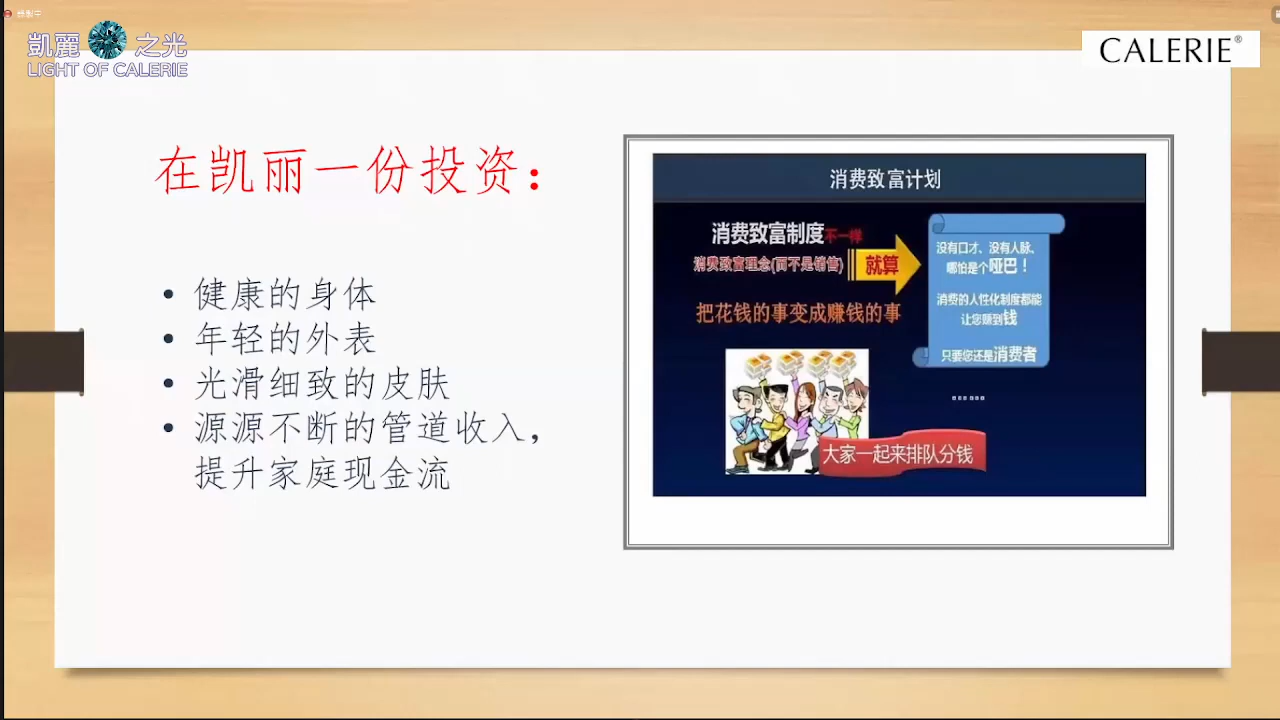 录制中
凱麗之光
LIGHT OF CALERIE
CALERIE®
在凯丽一份投资：
• 健康的身体
• 年轻的外表
• 光滑细致的皮肤
• 源源不断的管道收入，
提升家庭现金流
消费致富计划
消费致富制度不一样
消费致富理念(而不是销售)
就算
把花钱的事变成赚钱的事
没有口才、没有人脉、
哪怕是个哑巴！
消费的人性化制度都能
让您赚到钱
只要您还是消费者
······
大家一起来排队分钱